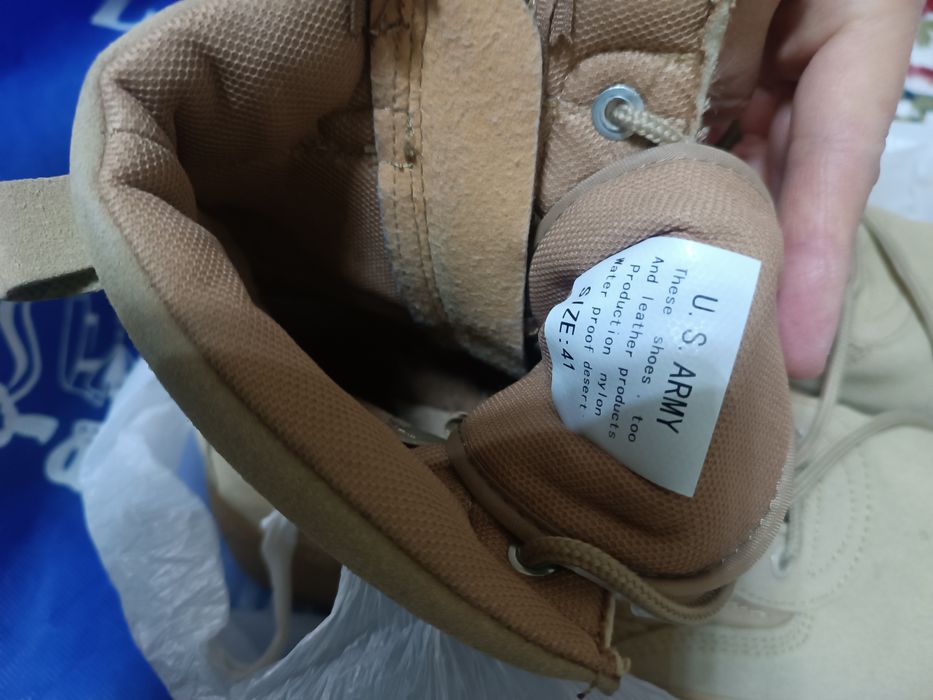 U.S.ARMY
These shoes, too
And leather products
production nylon
Water proof desert.
SIZE:41